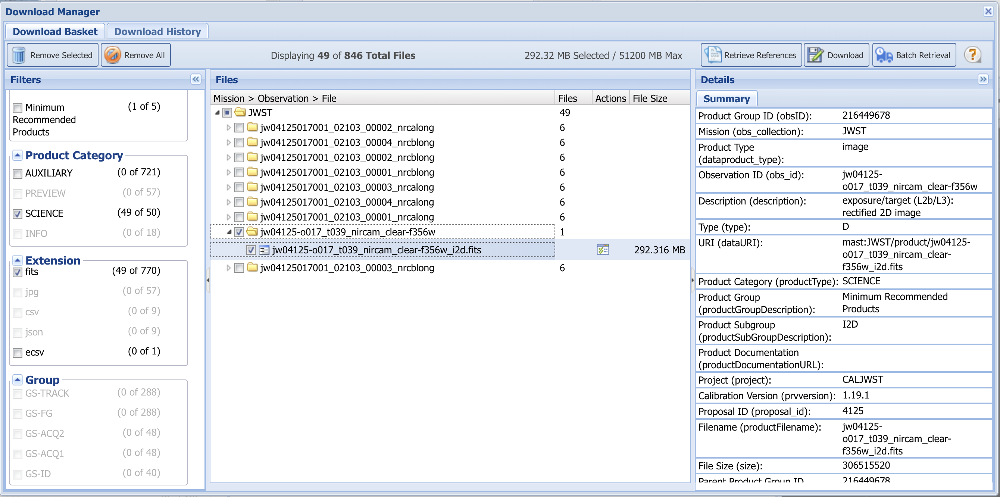 Download Manager
Download Basket
Download History
Remove Selected
Remove All
Displaying 49 of 846 Total Files
292.32 MB Selected / 51200 MB Max
Retrieve References
Download
Batch Retrieval
Filters
Minimum (1 of 5)
Recommended
Products
Product Category
AUXILIARY (0 of 721)
PREVIEW (0 of 57)
SCIENCE (49 of 50)
INFO (0 of 18)
Extension
fits (49 of 770)
jpg (0 of 57)
csv (0 of 9)
json (0 of 9)
ecsv (0 of 1)
Group
GS-TRACK (0 of 288)
GS-FG (0 of 288)
GS-ACQ2 (0 of 48)
GS-ACQ1 (0 of 48)
GS-ID (0 of 40)
Files
Mission > Observation > File Files Actions File Size
JWST 49
jw04125017001_02103_00002_nrcalong 6
jw04125017001_02103_00004_nrcblong 6
jw04125017001_02103_00002_nrcblong 6
jw04125017001_02103_00001_nrcblong 6
jw04125017001_02103_00003_nrcalong 6
jw04125017001_02103_00004_nrcalong 6
jw04125017001_02103_00001_nrcalong 6
jw04125-o017_t039_nircam_clear-f356w 1
jw04125-o017_t039_nircam_clear-f356w_i2d.fits 292.316 MB
jw04125017001_02103_00003_nrcblong 6
Details
Summary
Product Group ID (obsID): 216449678
Mission (obs_collection): JWST
Product Type image
(dataproduct_type):
Observation ID (obs_id): jw04125-
o017_t039_nircam_clear-f356w
Description (description): exposure/target (L2b/L3):
rectified 2D image
Type (type): D
URI (dataURI): mast:JWST/product/jw04125-
o017_t039_nircam_clear-
f356w_i2d.fits
Product Category (productType): SCIENCE
Product Group Minimum Recommended
(productGroupDescription): Products
Product Subgroup I2D
(productSubGroupDescription):
Product Documentation
(productDocumentationURL):
Project (project): CALJWST
Calibration Version (prvversion): 1.19.1
Proposal ID (proposal_id): 4125
Filename (productFilename): jw04125-
o017_t039_nircam_clear-
f356w_i2d.fits
File Size (size): 306515520
Parent Product Group ID 216449678